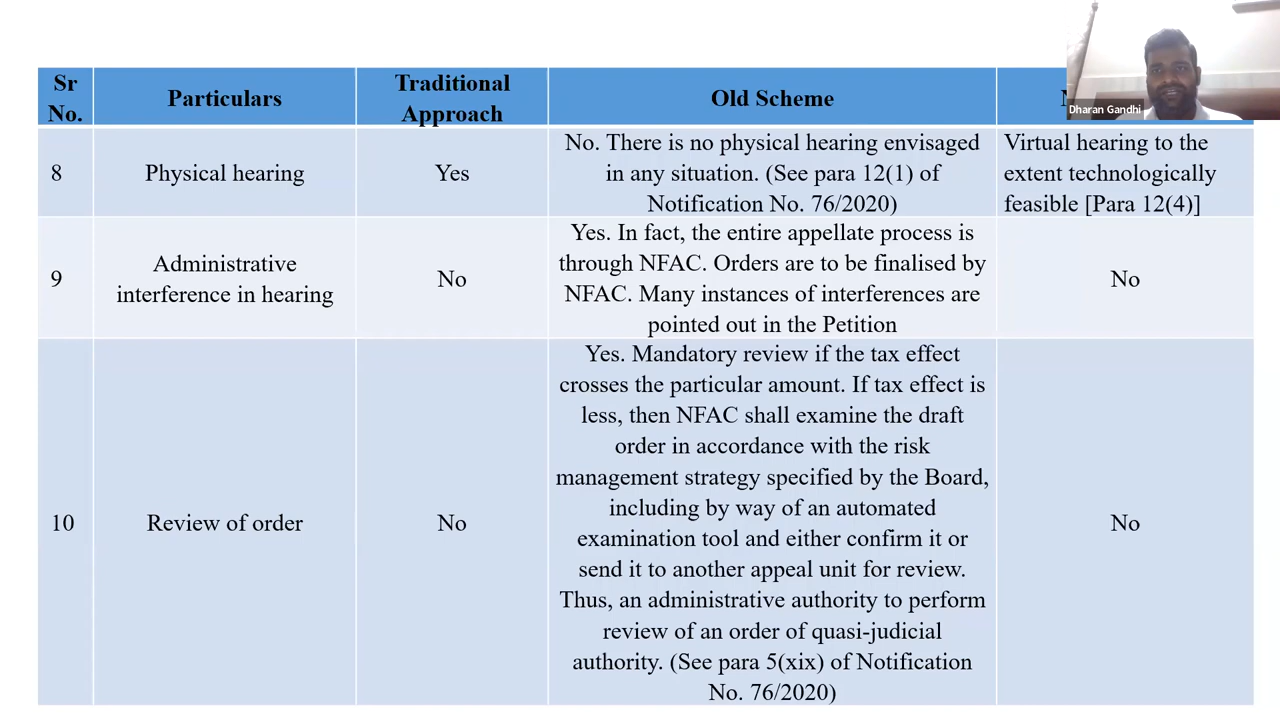 Sr
No.
Particulars
Traditional
Approach
Old Scheme
Dharan Gandhi
8
Physical hearing
Yes
No. There is no physical hearing envisaged
in any situation. (See para 12(1) of
Notification No. 76/2020)
Virtual hearing to the
extent technologically
feasible [Para 12(4)]
9
Administrative
interference in hearing
No
Yes. In fact, the entire appellate process is
through NFAC. Orders are to be finalised by
NFAC. Many instances of interferences are
pointed out in the Petition
No
10
Review of order
No
Yes. Mandatory review if the tax effect
crosses the particular amount. If tax effect is
less, then NFAC shall examine the draft
order in accordance with the risk
management strategy specified by the Board,
including by way of an automated
examination tool and either confirm it or
send it to another appeal unit for review.
Thus, an administrative authority to perform
review of an order of quasi-judicial
authority. (See para 5(xix) of Notification
No. 76/2020)
No